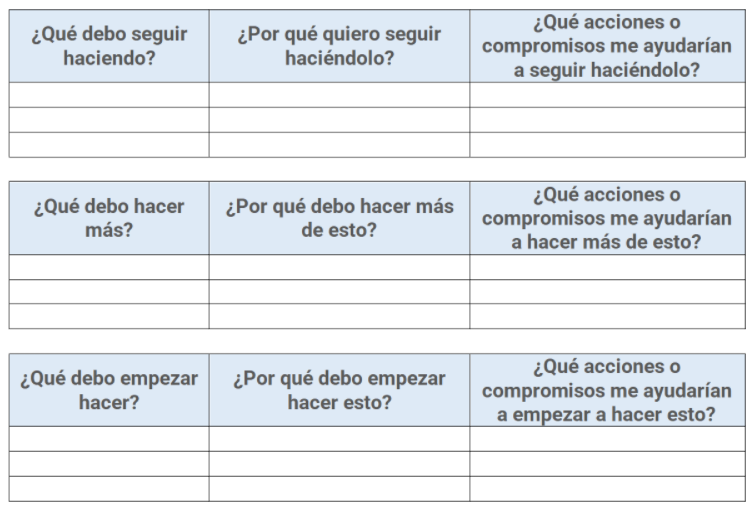 ¿Qué debo seguir
haciendo?
¿Por qué quiero seguir
haciéndolo?
¿Qué acciones o
compromisos me ayudarían
a seguir haciéndolo?
¿Qué debo hacer
más?
¿Por qué debo hacer más
de esto?
¿Qué acciones o
compromisos me ayudarían
a hacer más de esto?
¿Qué debo empezar
hacer?
¿Por qué debo empezar
hacer esto?
¿Qué acciones o
compromisos me ayudarían
a empezar a hacer esto?